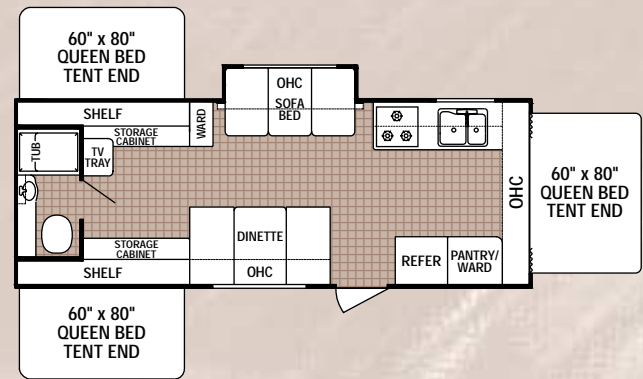 60" x 80"
QUEEN BED
TENT END
SHELF
STORAGE
CABINET
WARD
OHC
SOFA
BED
TUB
TV
TRAY
60" x 80"
QUEEN BED
TENT END
OHC
DINETTE
OHC
STORAGE
CABINET
SHELF
REFER
PANTRY/
WARD
60" x 80"
QUEEN BED
TENT END